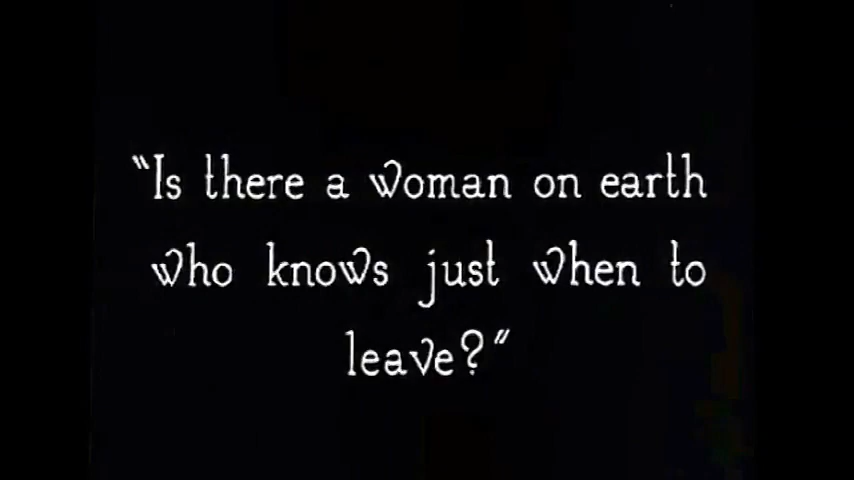 "Is there a woman on earth
who knows just when to
leave?"